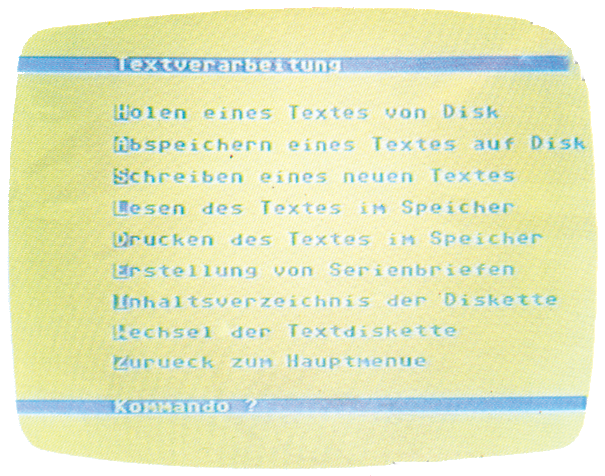 Textverarbeitung
Holen eines Textes von Disk
Abspeichern eines Textes auf Disk
Schreiben eines neuen Textes
Lesen des Textes im Speicher
Drucken des Textes im Speicher
Erstellung von Serienbriefen
Inhaltsverzeichnis der Diskette
Wechsel der Textdiskette
Zurueck zum Hauptmenue
Kommando ?